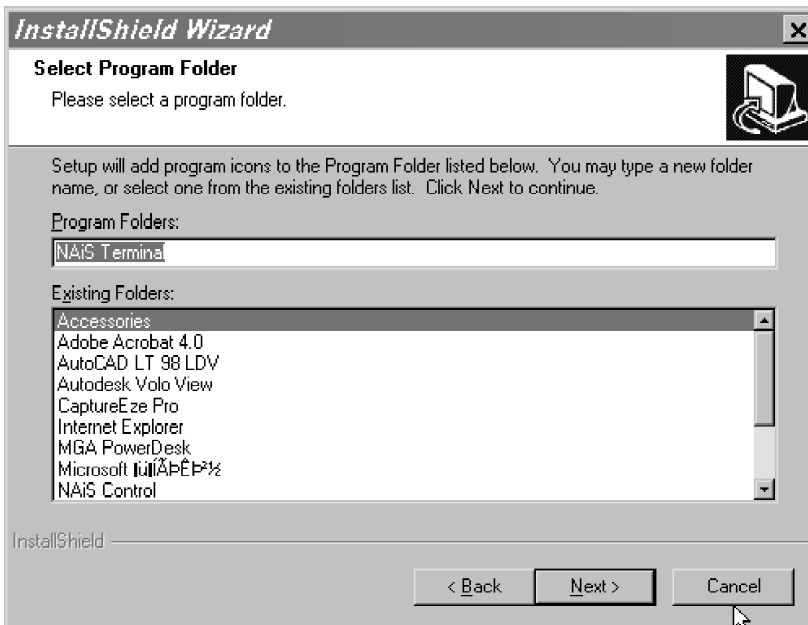 InstallShield Wizard
Select Program Folder
Please select a program folder.
Setup will add program icons to the Program Folder listed below. You may type a new folder
name, or select one from the existing folders list. Click Next to continue.
Program Folders:
NAiS Terminal
Existing Folders:
Accessories
Adobe Acrobat 4.0
AutoCAD LT 98 LDV
Autodesk Volo View
CaptureEze Pro
Internet Explorer
MGA PowerDesk
Microsoft
NAiS Control
InstallShield
< Back
Next >
Cancel